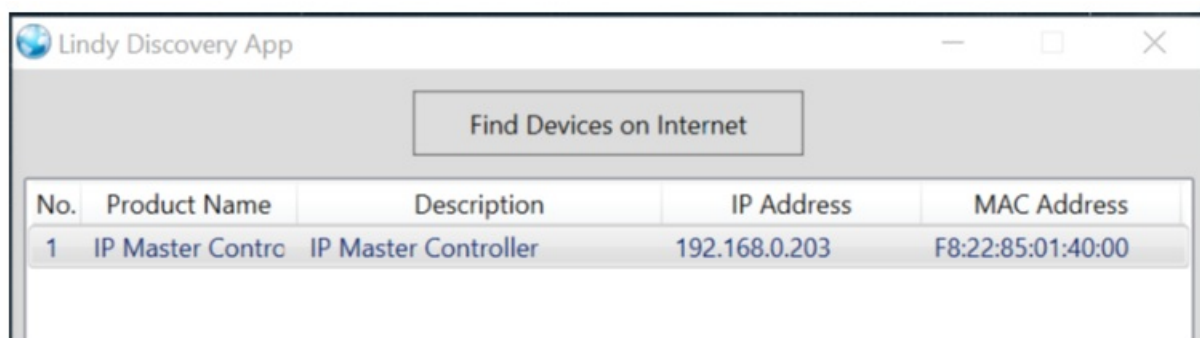 Lindy Discovery App
Find Devices on Internet
No. Product Name Description IP Address MAC Address
1 IP Master Contro IP Master Controller 192.168.0.203 F8:22:85:01:40:00